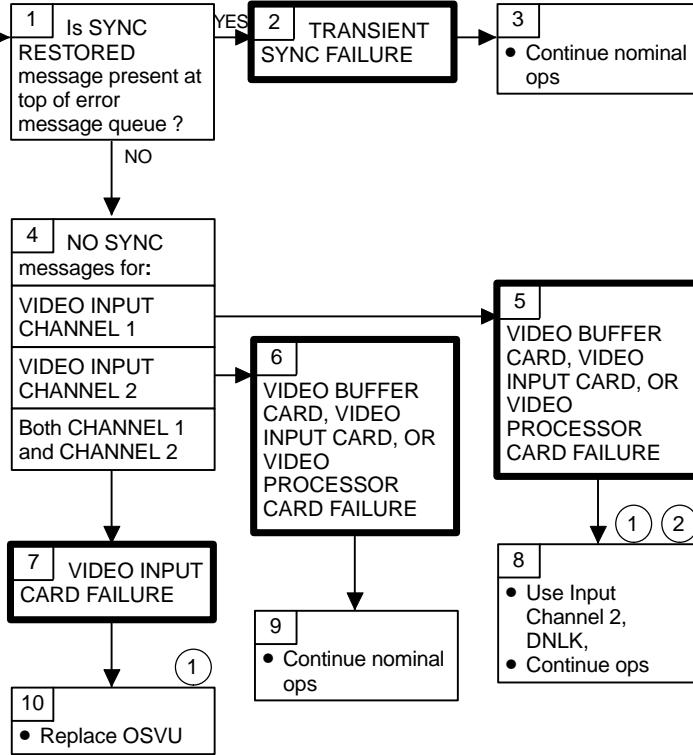 1 Is SYNC
RESTORED
message present at
top of error
message queue ?
YES
2 TRANSIENT
SYNC FAILURE
3
• Continue nominal
ops
NO
4 NO SYNC
messages for:
VIDEO INPUT
CHANNEL 1
VIDEO INPUT
CHANNEL 2
Both CHANNEL 1
and CHANNEL 2
5
VIDEO BUFFER
CARD, VIDEO
INPUT CARD, OR
VIDEO
PROCESSOR
CARD FAILURE
6
VIDEO BUFFER
CARD, VIDEO
INPUT CARD, OR
VIDEO
PROCESSOR
CARD FAILURE
7 VIDEO INPUT
CARD FAILURE
1 2
8
• Use Input
Channel 2,
DNLK,
• Continue ops
9
• Continue nominal
ops
1
10
• Replace OSVU